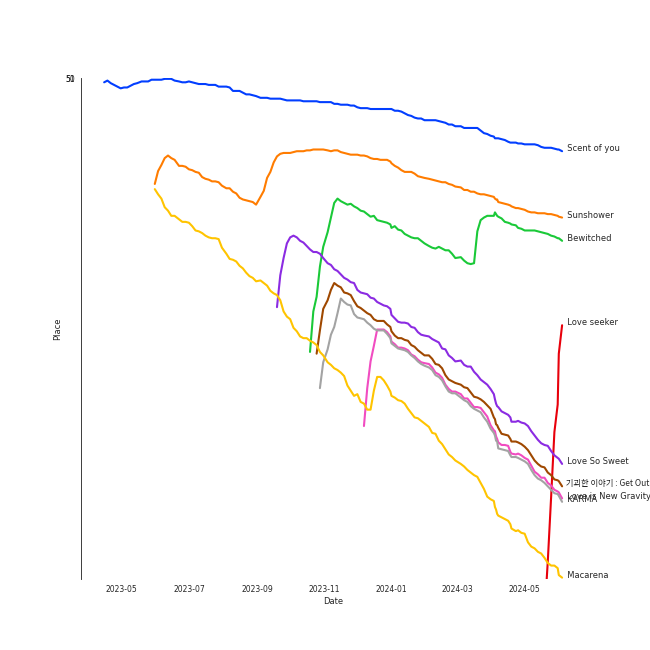 Scent of you
Sunshower
Bewitched
Love seeker
Place
Love So Sweet
기괴한 이야기 : Get Out
Love is New Gravity
KARMA
Macarena
2023-05
2023-07
2023-09
2023-11
2024-01
2024-03
2024-05
Date